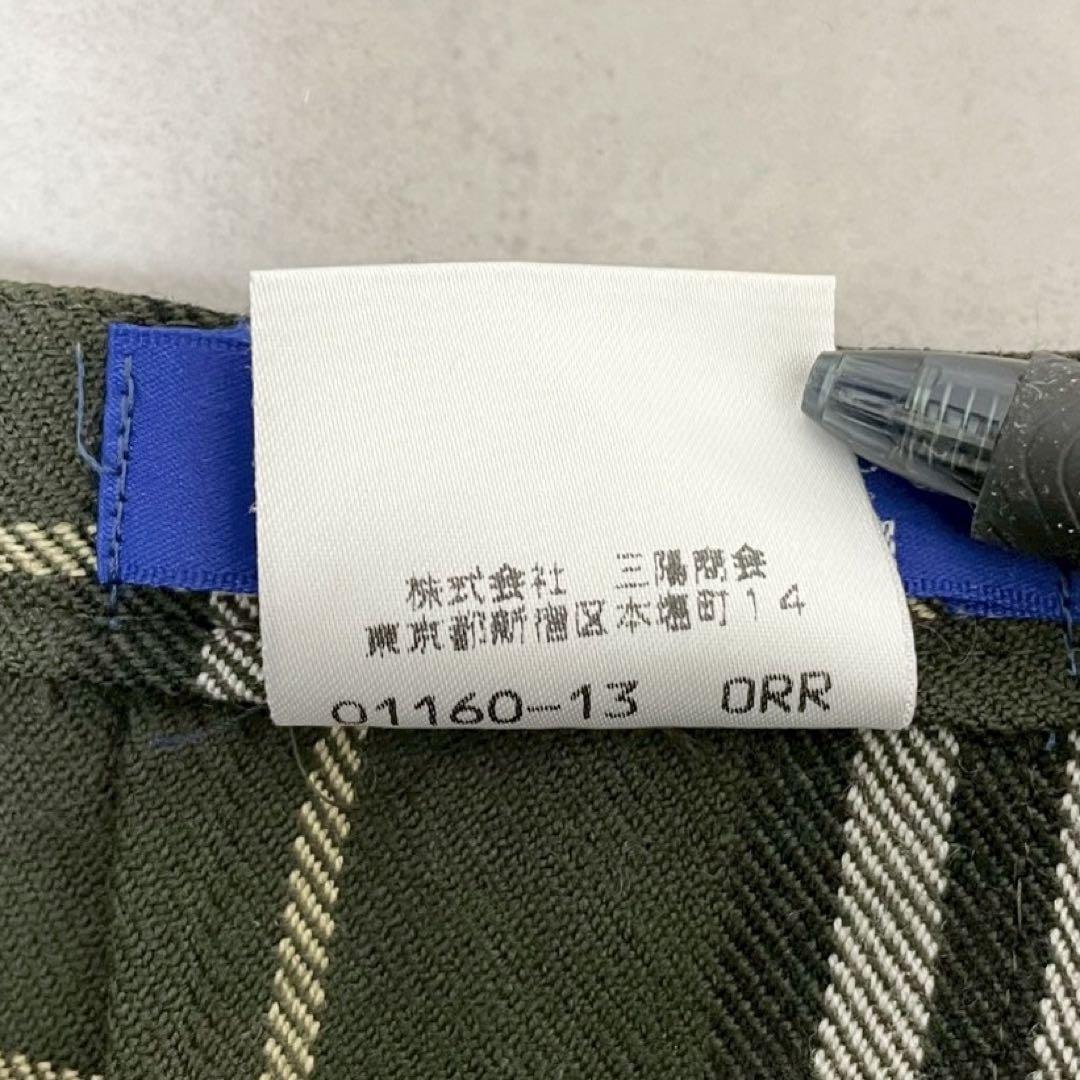 株式会社 三陽商会
東京都新宿区本塩町14
01160-13 ORR